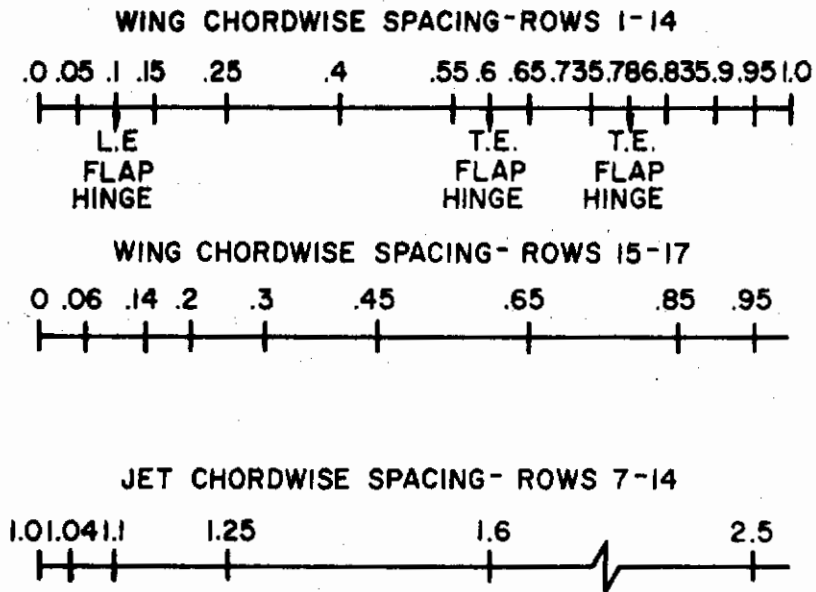 WING CHORDWISE SPACING-ROWS 1-14
.0 .05 .1 .15 .25 .4 .55 .6 .65 .735 .786 .835 .9 .95 1.0
L.E T.E. T.E.
FLAP FLAP FLAP
HINGE HINGE HINGE
WING CHORDWISE SPACING- ROWS 15-17
0 .06 .14 .2 .3 .45 .65 .85 .95
JET CHORDWISE SPACING- ROWS 7-14
1.0 1.04 1.1 1.25 1.6 2.5